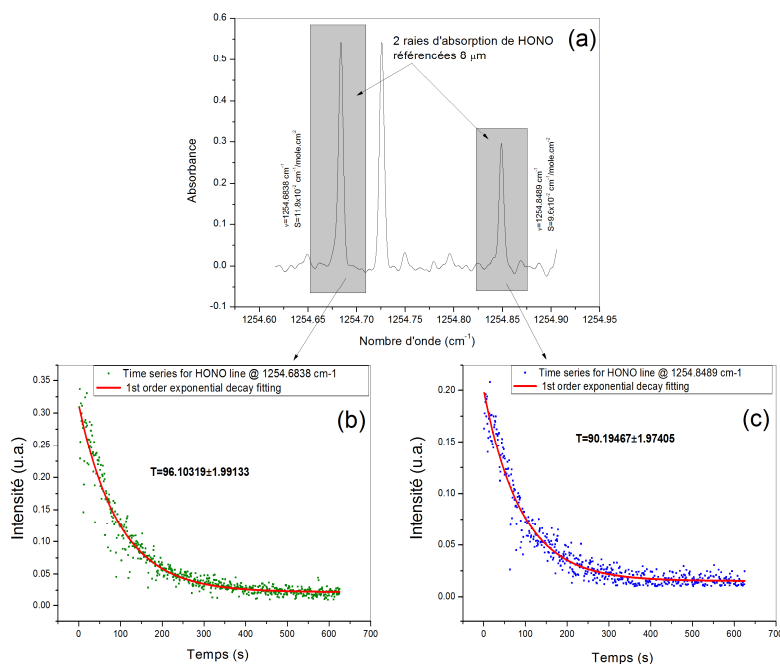 (a)
2 raies d'absorption de HONO
référencées 8 µm
Absorbance
0.6
0.5
0.4
0.3
0.2
0.1
0.0
-0.1
γ=1254.6838 cm⁻¹
S=11.8x10⁻² cm⁻¹/mole.cm⁻²
γ=1254.8489 cm⁻¹
S=9.6x10⁻² cm⁻¹/mole.cm⁻²
1254.60 1254.65 1254.70 1254.75 1254.80 1254.85 1254.90 1254.95
Nombre d'onde (cm⁻¹)
Time series for HONO line @ 1254.6838 cm-1
1st order exponential decay fitting
(b)
T=96.10319±1.99133
Intensité (u.a.)
0.35
0.30
0.25
0.20
0.15
0.10
0.05
0.00
0 100 200 300 400 500 600 700
Temps (s)
Time series for HONO line @ 1254.8489 cm-1
1st order exponential decay fitting
(c)
T=90.19467±1.97405
Intensité (u.a.)
0.20
0.15
0.10
0.05
0.00
0 100 200 300 400 500 600 700
Temps (s)